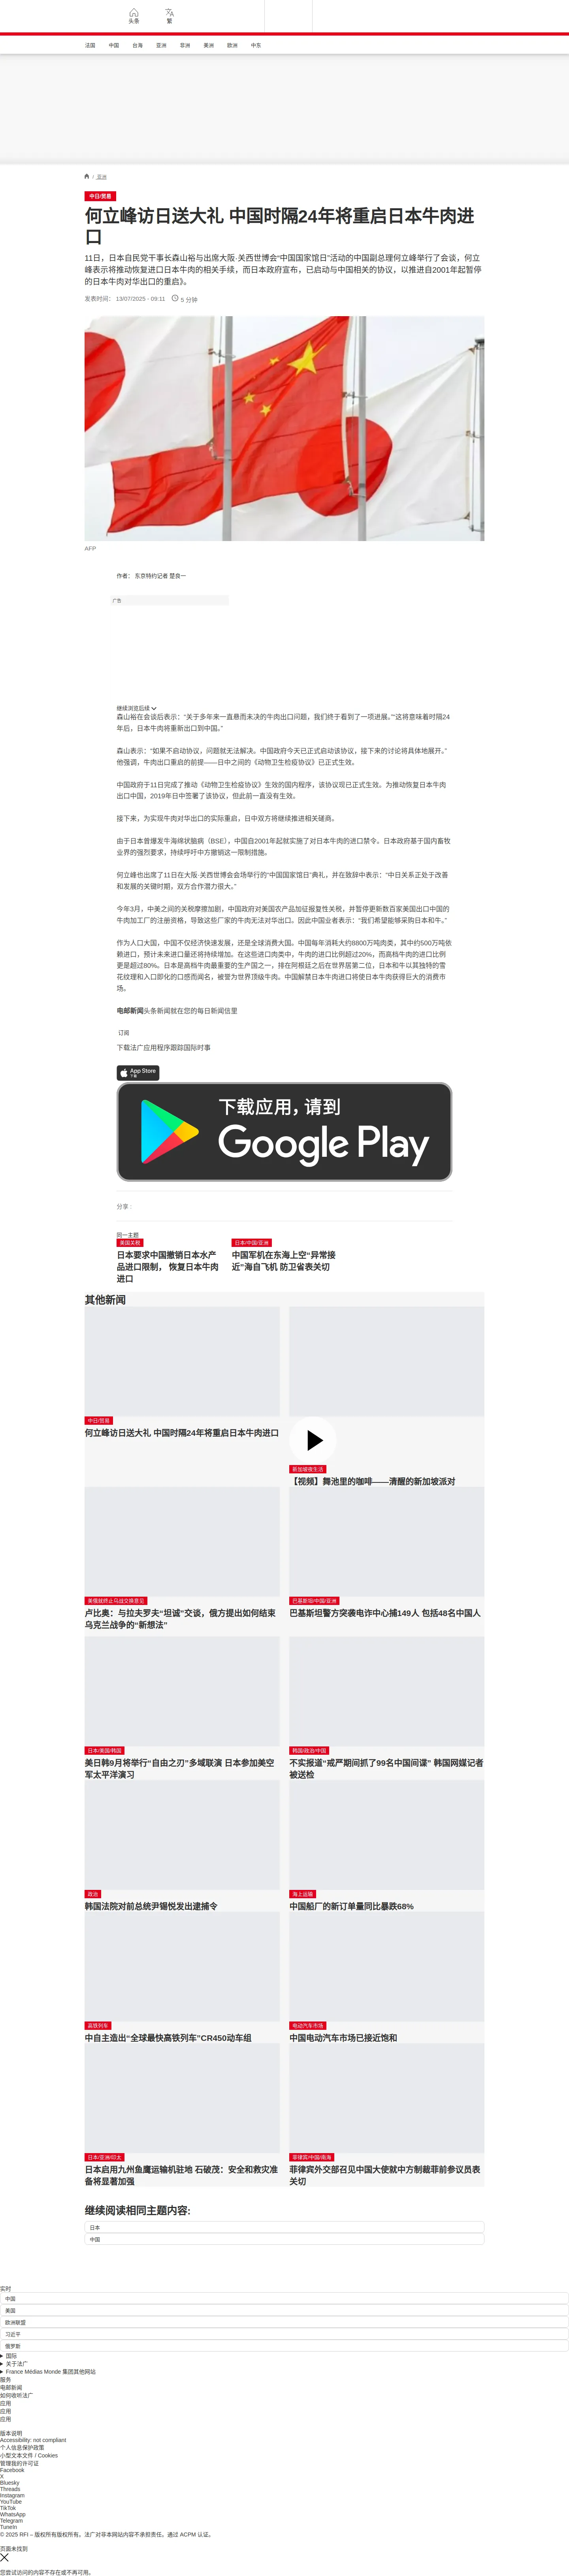 头条
繁
法国 中国 台海 亚洲 非洲 美洲 欧洲 中东
/ 亚洲
中日/贸易
何立峰访日送大礼 中国时隔24年将重启日本牛肉进
口
11日，日本自民党干事长森山裕与出席大阪·关西世博会“中国国家馆日”活动的中国副总理何立峰举行了会谈，何立
峰表示将推动恢复进口日本牛肉的相关手续，而日本政府宣布，已启动与中国相关的协议，以推进自2001年起暂停
的日本牛肉对华出口的重启》。
发表时间： 13/07/2025 - 09:11 5 分钟
AFP
作者： 东京特约记者 楚良一
广告
继续浏览后续
森山裕在会谈后表示：“关于多年来一直悬而未决的牛肉出口问题，我们终于看到了一项进展。”“这将意味着时隔24
年后，日本牛肉将重新出口到中国。”
森山表示：“如果不启动协议，问题就无法解决。中国政府今天已正式启动该协议，接下来的讨论将具体地展开。”
他强调，牛肉出口重启的前提——日中之间的《动物卫生检疫协议》已正式生效。
中国政府于11日完成了推动《动物卫生检疫协议》生效的国内程序，该协议现已正式生效。为推动恢复日本牛肉
出口中国，2019年日中签署了该协议，但此前一直没有生效。
接下来，为实现牛肉对华出口的实际重启，日中双方将继续推进相关磋商。
由于日本曾爆发牛海绵状脑病（BSE），中国自2001年起就实施了对日本牛肉的进口禁令。日本政府基于国内畜牧
业界的强烈要求，持续呼吁中方撤销这一限制措施。
何立峰也出席了11日在大阪·关西世博会会场举行的“中国国家馆日”典礼，并在致辞中表示：“中日关系正处于改善
和发展的关键时期，双方合作潜力很大。”
今年3月，中美之间的关税摩擦加剧，中国政府对美国农产品加征报复性关税，并暂停更新数百家美国出口中国的
牛肉加工厂的注册资格，导致这些厂家的牛肉无法对华出口。因此中国业者表示：“我们希望能够采购日本和牛。”
作为人口大国，中国不仅经济快速发展，还是全球消费大国。中国每年消耗大约8800万吨肉类，其中约500万吨依
赖进口，预计未来进口量还将持续增加。在这些进口肉类中，牛肉的进口比例超过20%，而高档牛肉的进口比例
更是超过80%。日本是高档牛肉最重要的生产国之一，排在阿根廷之后在世界居第二位，日本和牛以其独特的雪
花纹理和入口即化的口感而闻名，被誉为世界顶级牛肉。中国解禁日本牛肉进口将使日本牛肉获得巨大的消费市
场。
电邮新闻头条新闻就在您的每日新闻信里
订阅
下载法广应用程序跟踪国际时事
App Store
下载
下载应用，请到
Google Play
分享 :
同一主题
美国关税
日本要求中国撤销日本水产
品进口限制， 恢复日本牛肉
进口
日本/中国/亚洲
中国军机在东海上空“异常接
近”海自飞机 防卫省表关切
其他新闻
中日/贸易
何立峰访日送大礼 中国时隔24年将重启日本牛肉进口
新加坡夜生活
【视频】舞池里的咖啡——清醒的新加坡派对
美俄就终止乌战交换意见
卢比奥：与拉夫罗夫“坦诚”交谈，俄方提出如何结束
乌克兰战争的“新想法”
巴基斯坦/中国/亚洲
巴基斯坦警方突袭电诈中心捕149人 包括48名中国人
日本/美国/韩国
美日韩9月将举行“自由之刃”多域联演 日本参加美空
军太平洋演习
韩国/政治/中国
不实报道“戒严期间抓了99名中国间谍” 韩国网媒记者
被送检
政治
韩国法院对前总统尹锡悦发出逮捕令
海上运输
中国船厂的新订单量同比暴跌68%
高铁列车
中自主造出“全球最快高铁列车”CR450动车组
电动汽车市场
中国电动汽车市场已接近饱和
日本/亚洲/印太
日本启用九州鱼鹰运输机驻地 石破茂：安全和救灾准
备将显著加强
菲律宾/中国/南海
菲律宾外交部召见中国大使就中方制裁菲前参议员表
关切
继续阅读相同主题内容:
日本
中国
实时
中国
美国
欧洲联盟
习近平
俄罗斯
国际
关于法广
France Médias Monde 集团其他网站
服务
电邮新闻
如何收听法广
应用
应用
应用
版本说明
Accessibility: not compliant
个人信息保护政策
小型文本文件 / Cookies
管理我的许可证
Facebook
X
Bluesky
Threads
Instagram
YouTube
TikTok
WhatsApp
Telegram
TuneIn
© 2025 RFI – 版权所有版权所有。法广对非本网站内容不承担责任。通过 ACPM 认证。
页面未找到
您尝试访问的内容不存在或不再可用。